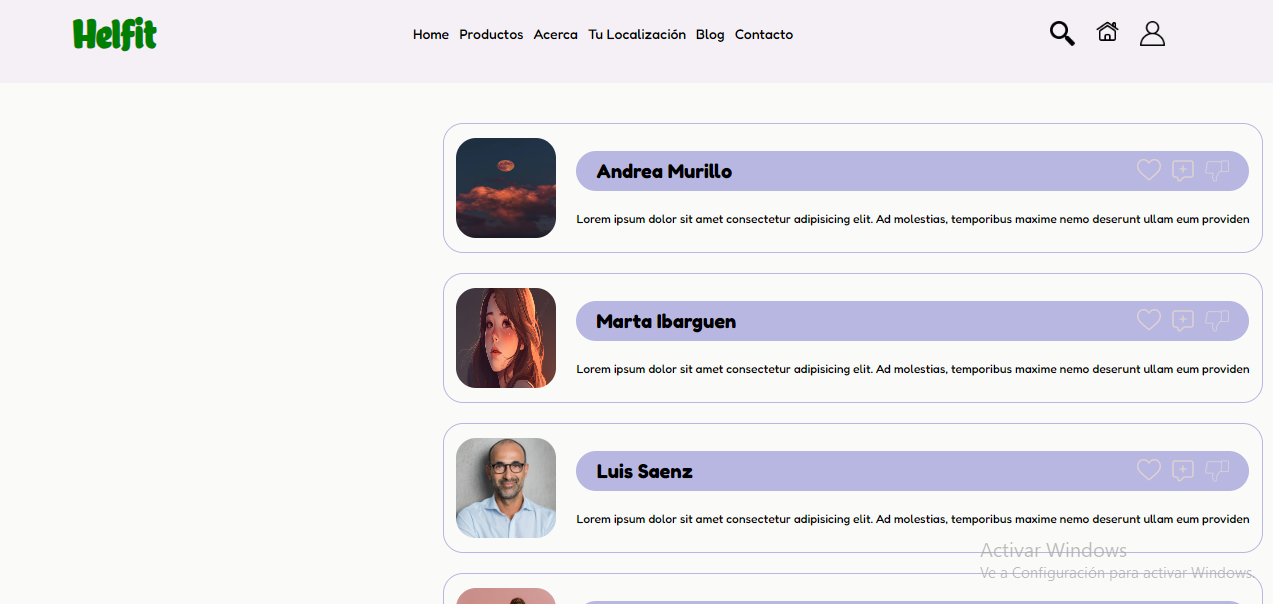 Helfit
Home Productos Acerca Tu Localización Blog Contacto
Andrea Murillo
Lorem ipsum dolor sit amet consectetur adipisicing elit. Ad molestias, temporibus maxime nemo deserunt ullam eum providen
Marta Ibarguen
Lorem ipsum dolor sit amet consectetur adipisicing elit. Ad molestias, temporibus maxime nemo deserunt ullam eum providen
Luis Saenz
Lorem ipsum dolor sit amet consectetur adipisicing elit. Ad molestias, temporibus maxime nemo deserunt ullam eum providen
Activar Windows
Ve a Configuración para activar Windows.